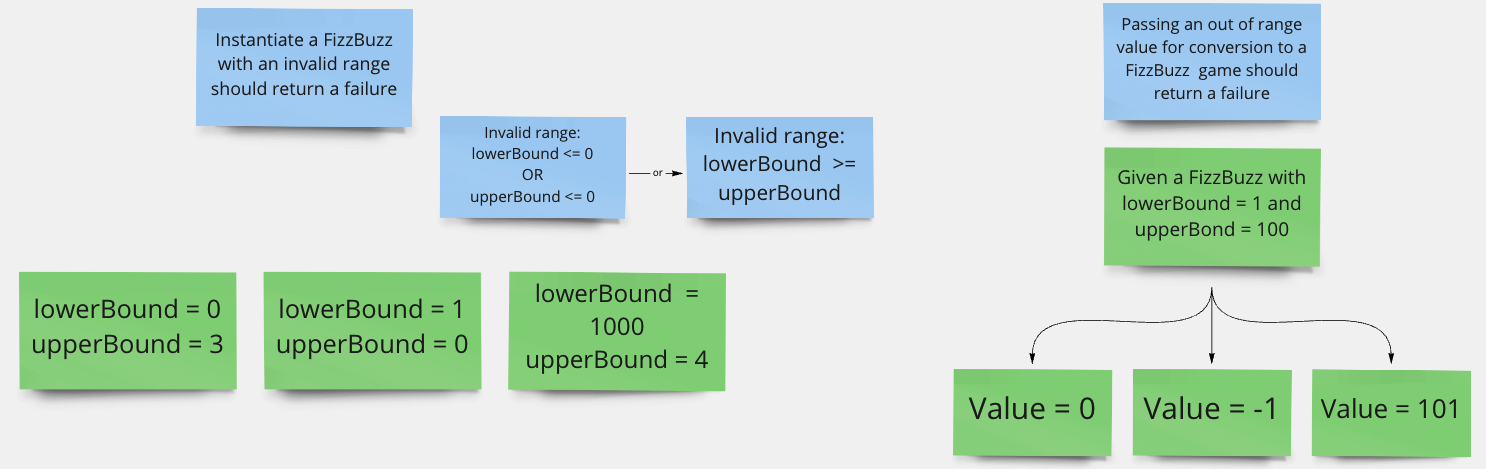 Instantiate a FizzBuzz
with an invalid range
should return a failure
Invalid range:
lowerBound <= 0
OR
upperBound <= 0
or
Invalid range:
lowerBound >=
upperBound
lowerBound = 0
upperBound = 3
lowerBound = 1
upperBound = 0
lowerBound =
1000
upperBound = 4
Passing an out of range
value for conversion to a
FizzBuzz game should
return a failure
Given a FizzBuzz with
lowerBound = 1 and
upperBond = 100
Value = 0
Value = -1
Value = 101